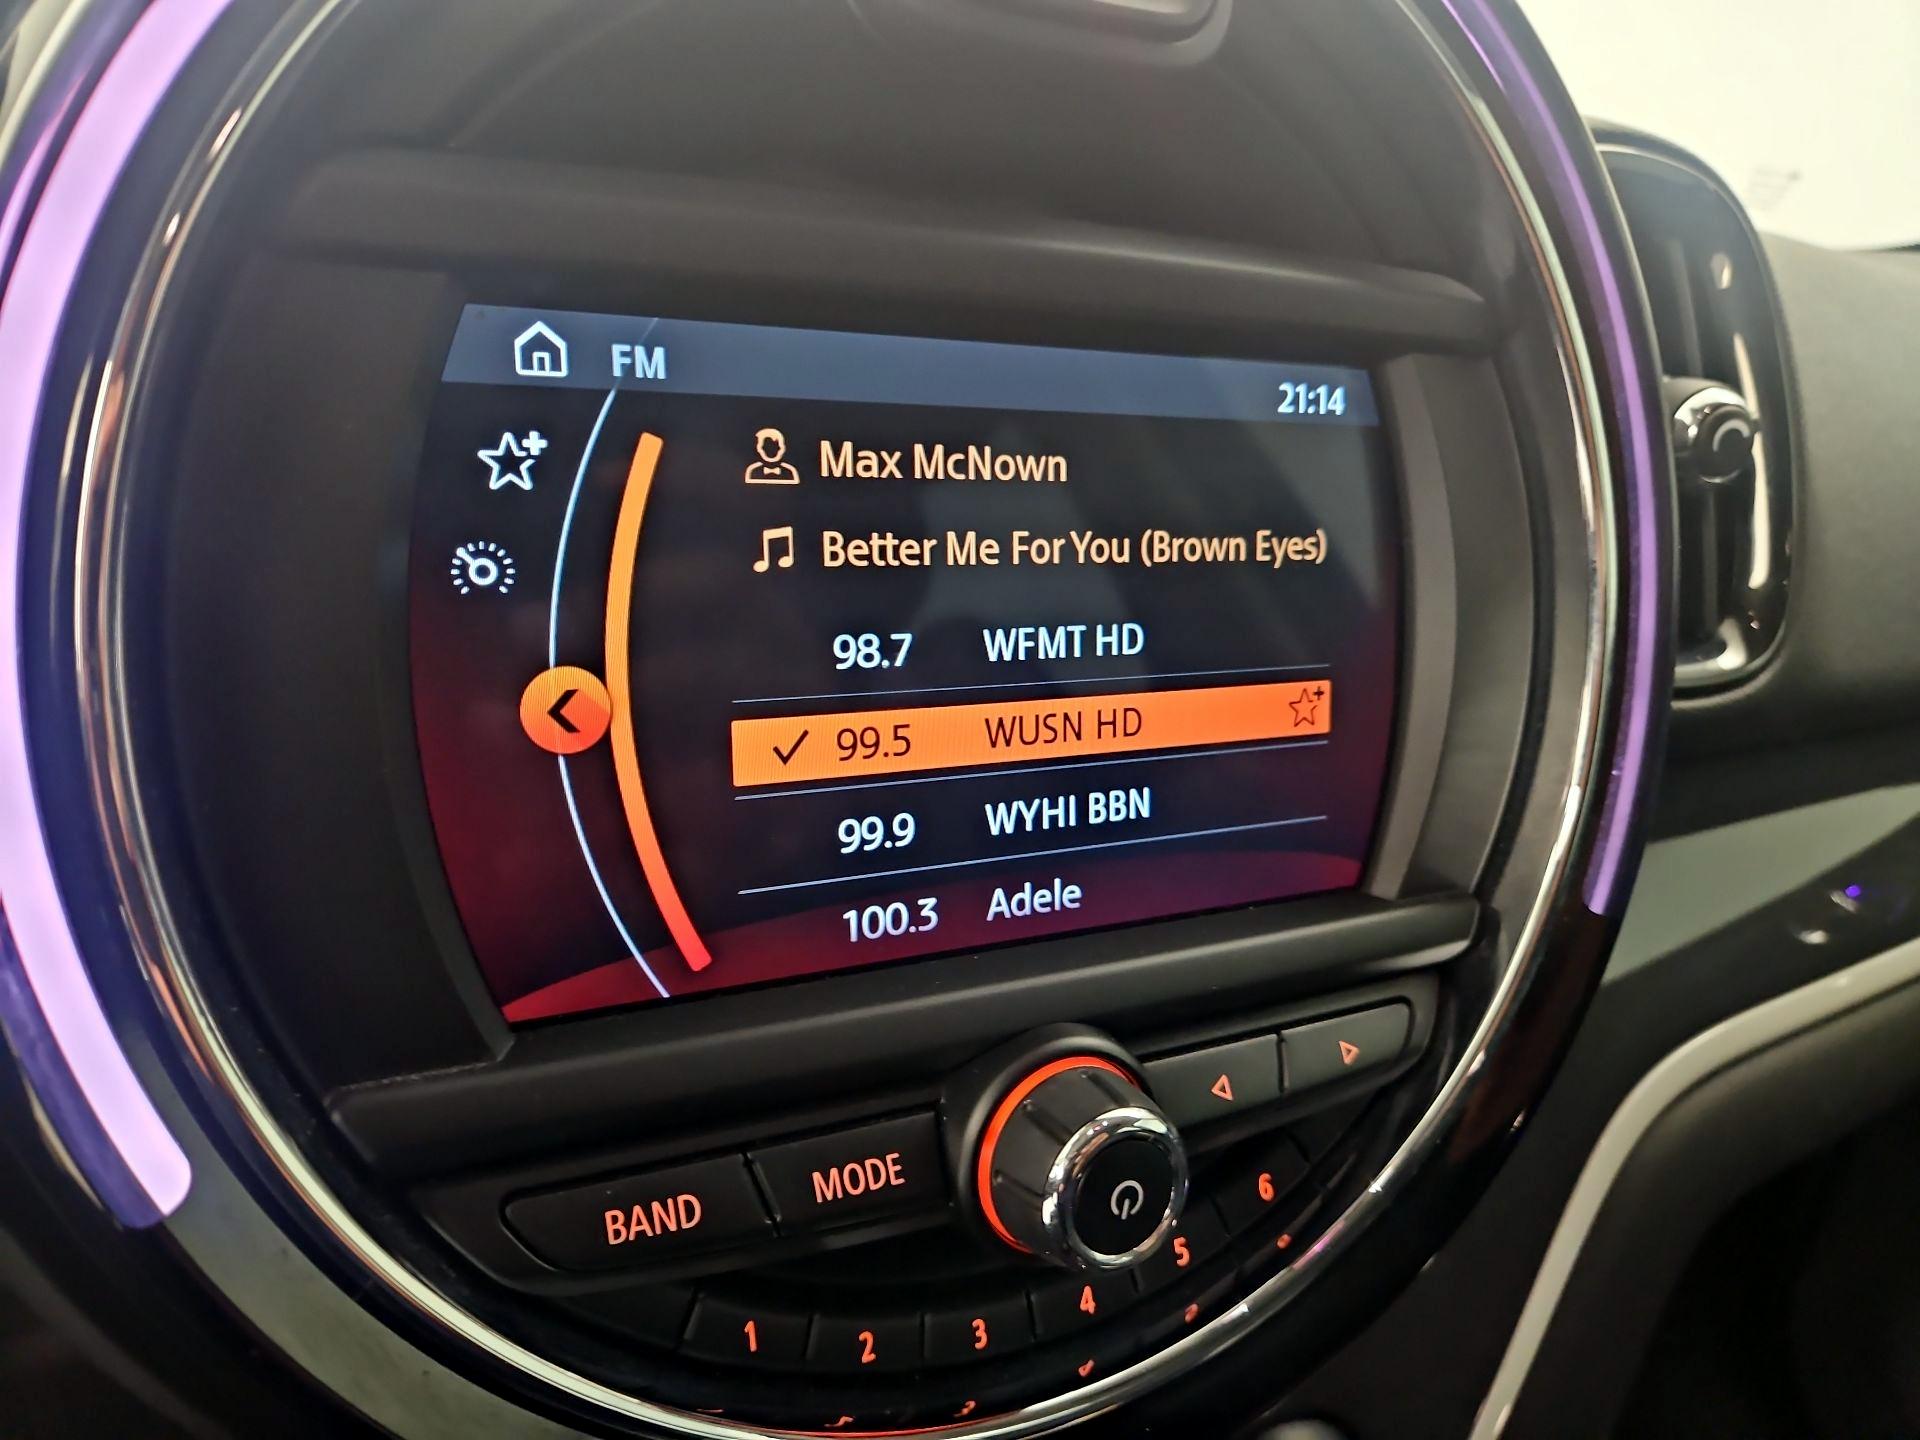 FM
21:14
Max McNown
Better Me For You (Brown Eyes)
98.7 WFMT HD
99.5 WUSN HD
99.9 WYHI BBN
100.3 Adele
BAND MODE
1 2 3 4 5 6